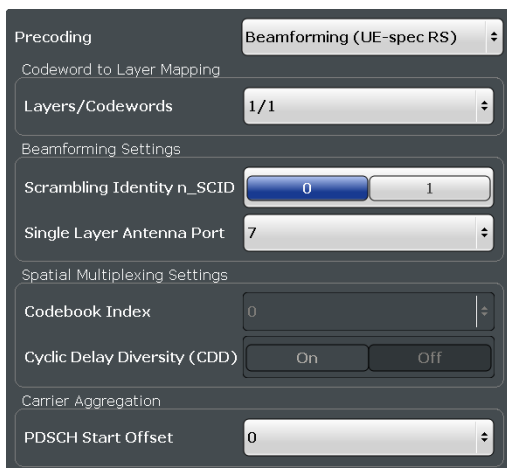 Precoding Beamforming (UE-spec RS)
Codeword to Layer Mapping
Layers/Codewords 1/1
Beamforming Settings
Scrambling Identity n_SCID 0 1
Single Layer Antenna Port 7
Spatial Multiplexing Settings
Codebook Index 0
Cyclic Delay Diversity (CDD) On Off
Carrier Aggregation
PDSCH Start Offset 0